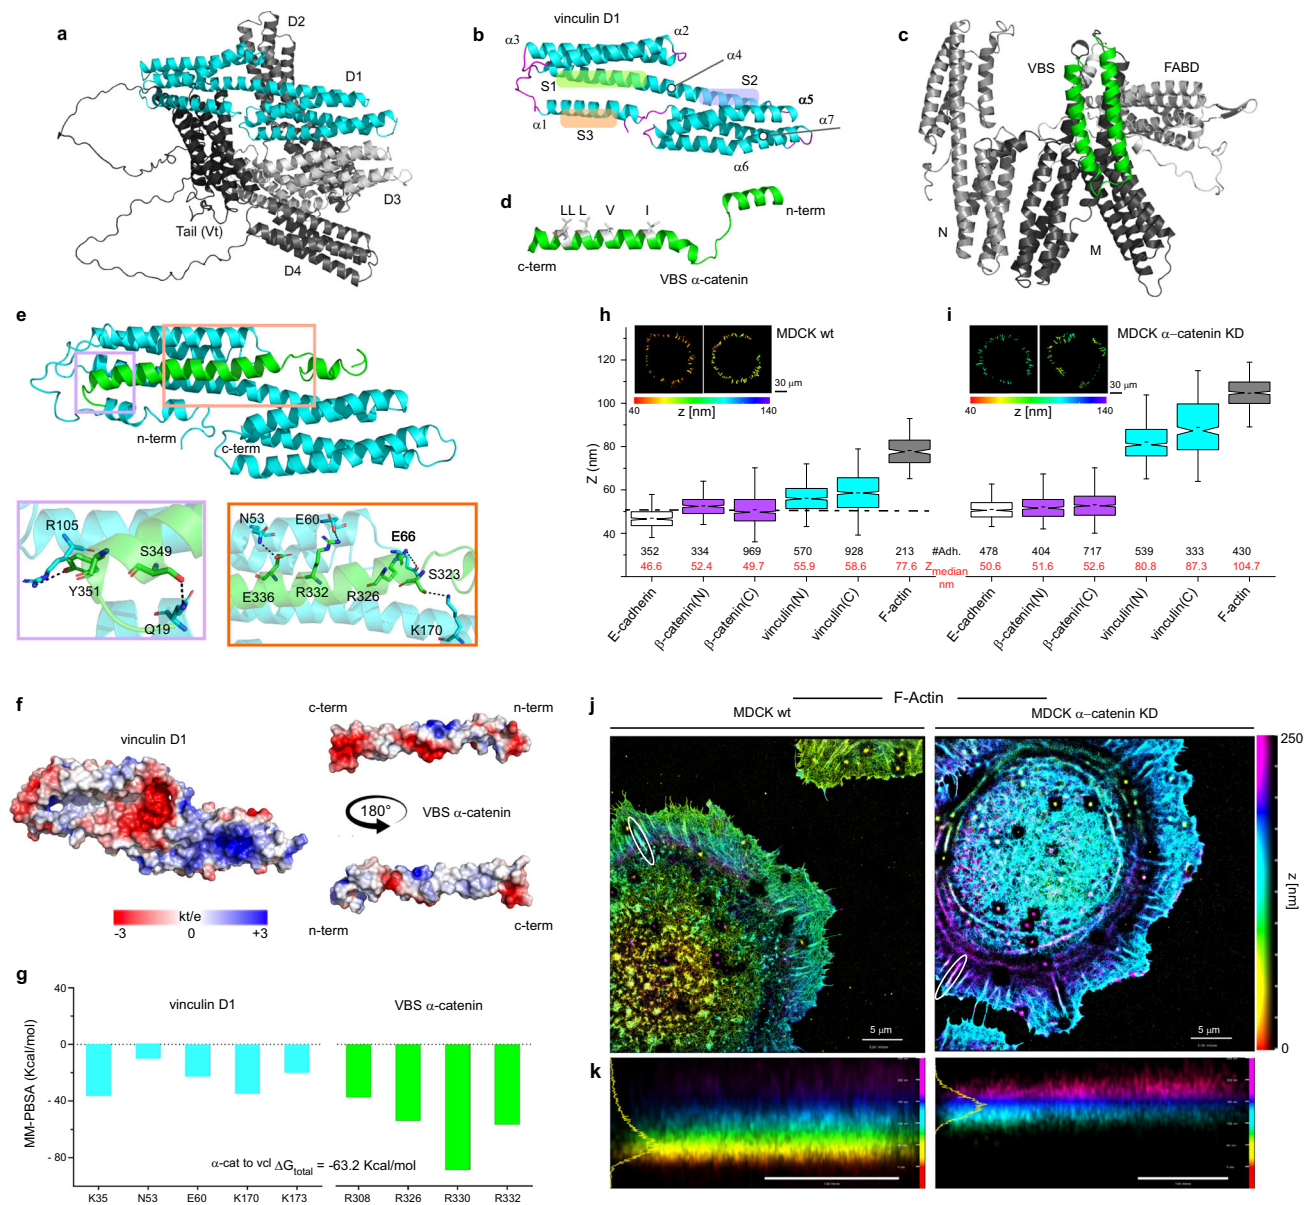 a
D2
D1
D3
Tail (Vt)
D4
b
vinculin D1
α3
α2
α4
S1
S2
α5
α1
α7
S3
α6
c
VBS
FABD
N
M
d
LL L V I
n-term
c-term
VBS α-catenin
e
n-term
c-term
R105
S349
Y351
Q19
N53
E60
E66
S323
E336
R332
R326
K170
f
vinculin D1
c-term
n-term
180°
VBS α-catenin
n-term
c-term
kt/e
-3 0 +3
g
MM-PBSA (Kcal/mol)
40
0
- 40
- 80
vinculin D1
VBS α-catenin
α-cat to vcl ΔGtotal = -63.2 Kcal/mol
K35 N53 E60 K170 K173 R308 R326 R330 R332
h
MDCK wt
30 μm
40 z [nm] 140
Z (nm)
120
100
80
60
40
352 334 969 570 928 213 #Adh.
46.6 52.4 49.7 55.9 58.6 77.6 Zmedian
nm
E-cadherin
β-catenin(N)
β-catenin(C)
vinculin(N)
vinculin(C)
F-actin
i
MDCK α−catenin KD
30 μm
40 z [nm] 140
478 404 717 539 333 430
50.6 51.6 52.6 80.8 87.3 104.7
E-cadherin
β-catenin(N)
β-catenin(C)
vinculin(N)
vinculin(C)
F-actin
j
F-Actin
MDCK wt
MDCK α−catenin KD
5 μm
5 μm
250
z [nm]
0
k